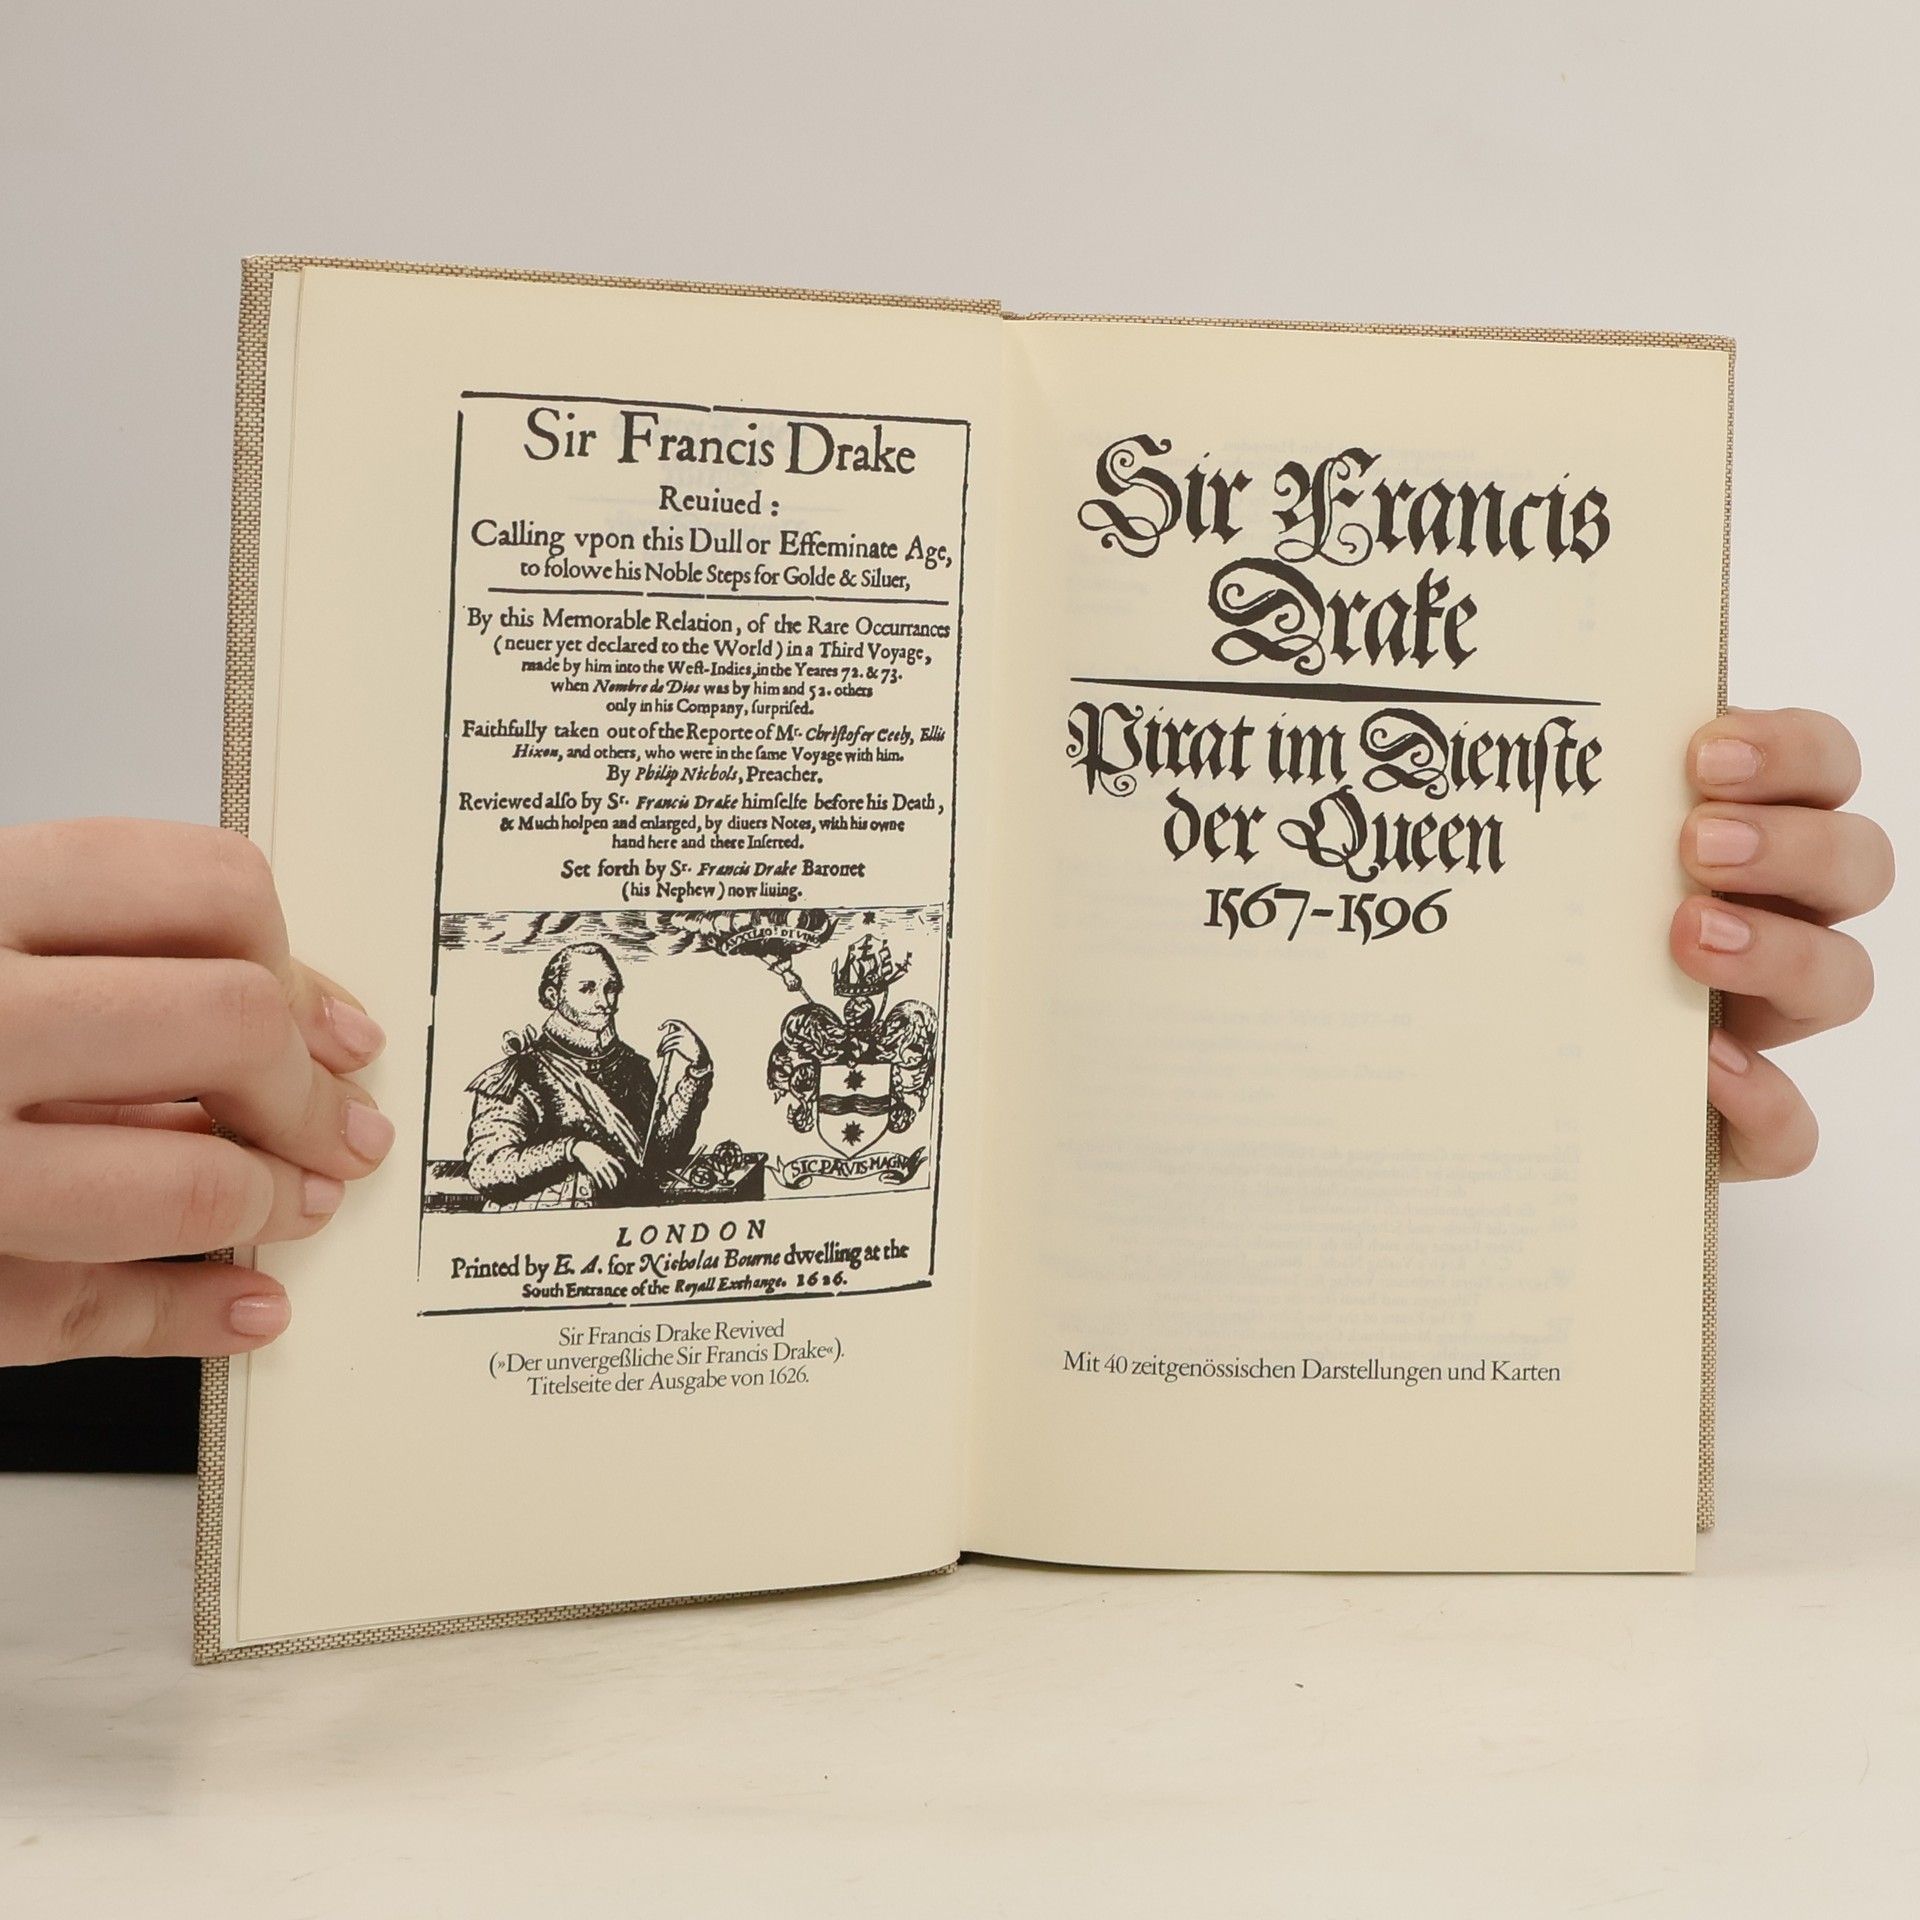 Sir Francis Drake
Reuiued :
Calling vpon this Dull or Effeminate Age,
to folowe his Noble Steps for Golde & Siluer,
By this Memorable Relation, of the Rare Occurrances
(neuer yet declared to the World) in a Third Voyage,
made by him into the Weſt-Indies, in the Yeares 72. & 73.
when Nombre de Dios was by him and 52. others
only in his Company, ſurpriſed.
Faithfully taken out of the Reporte of Mr. Chriſtofer Ceely, Ellis
Hixon, and others, who were in the ſame Voyage with him.
By Philip Nichols, Preacher.
Reviewed alſo by Sr. Francis Drake himſelfe before his Death,
& Much holpen and enlarged, by diuers Notes, with his owne
hand here and there Inſerted.
Set forth by Sr. Francis Drake Baronet
(his Nephew) now liuing.
SIC PARVIS MAGNA
LONDON
Printed by E. A. for Nicholas Bourne dwelling at the
South Entrance of the Royall Exchange. 1626.
Sir Francis Drake Revived
(»Der unvergeßliche Sir Francis Drake«).
Titelseite der Ausgabe von 1626.
Sir Francis
Drake
Pirat im Dienſte
der Queen
1567-1596
Mit 40 zeitgenössischen Darstellungen und Karten